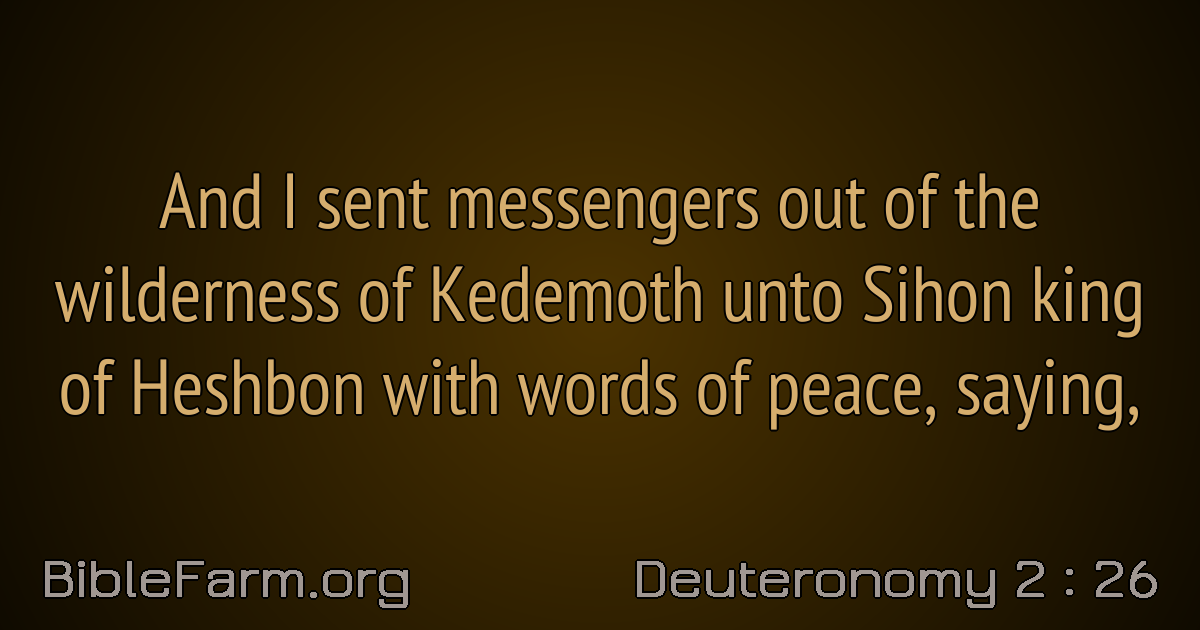 And I sent messengers out of the
wilderness of Kedemoth unto Sihon king
of Heshbon with words of peace, saying,
BibleFarm.org
Deuteronomy 2 : 26